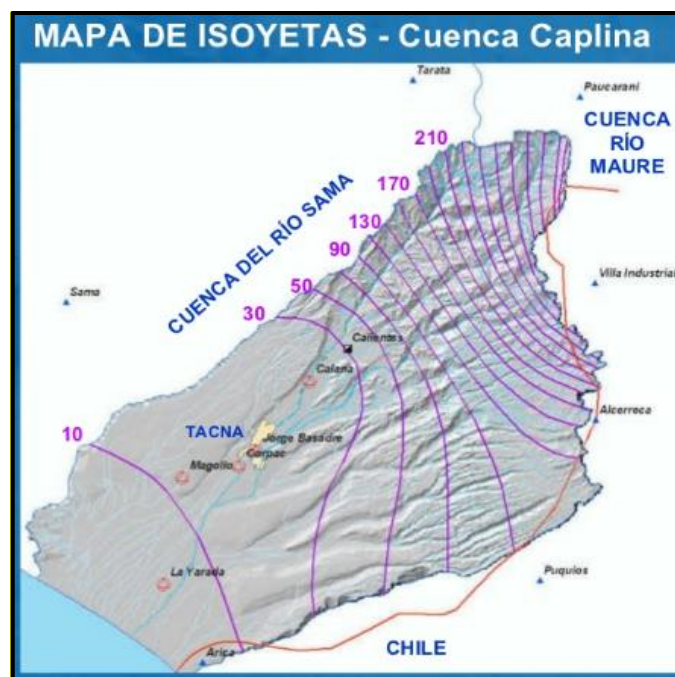 MAPA DE ISOYETAS - Cuenca Caplina
Tarata
Paucarani
CUENCA
RÍO
MAURE
210
170
130
90
50
30
10
CUENCA DEL RÍO SAMA
Sama
Villa Industrial
Calientes
Calana
Alcerreca
TACNA
Jorge Basadre
Corpac
Magollo
La Yarada
Puquios
Arica
CHILE